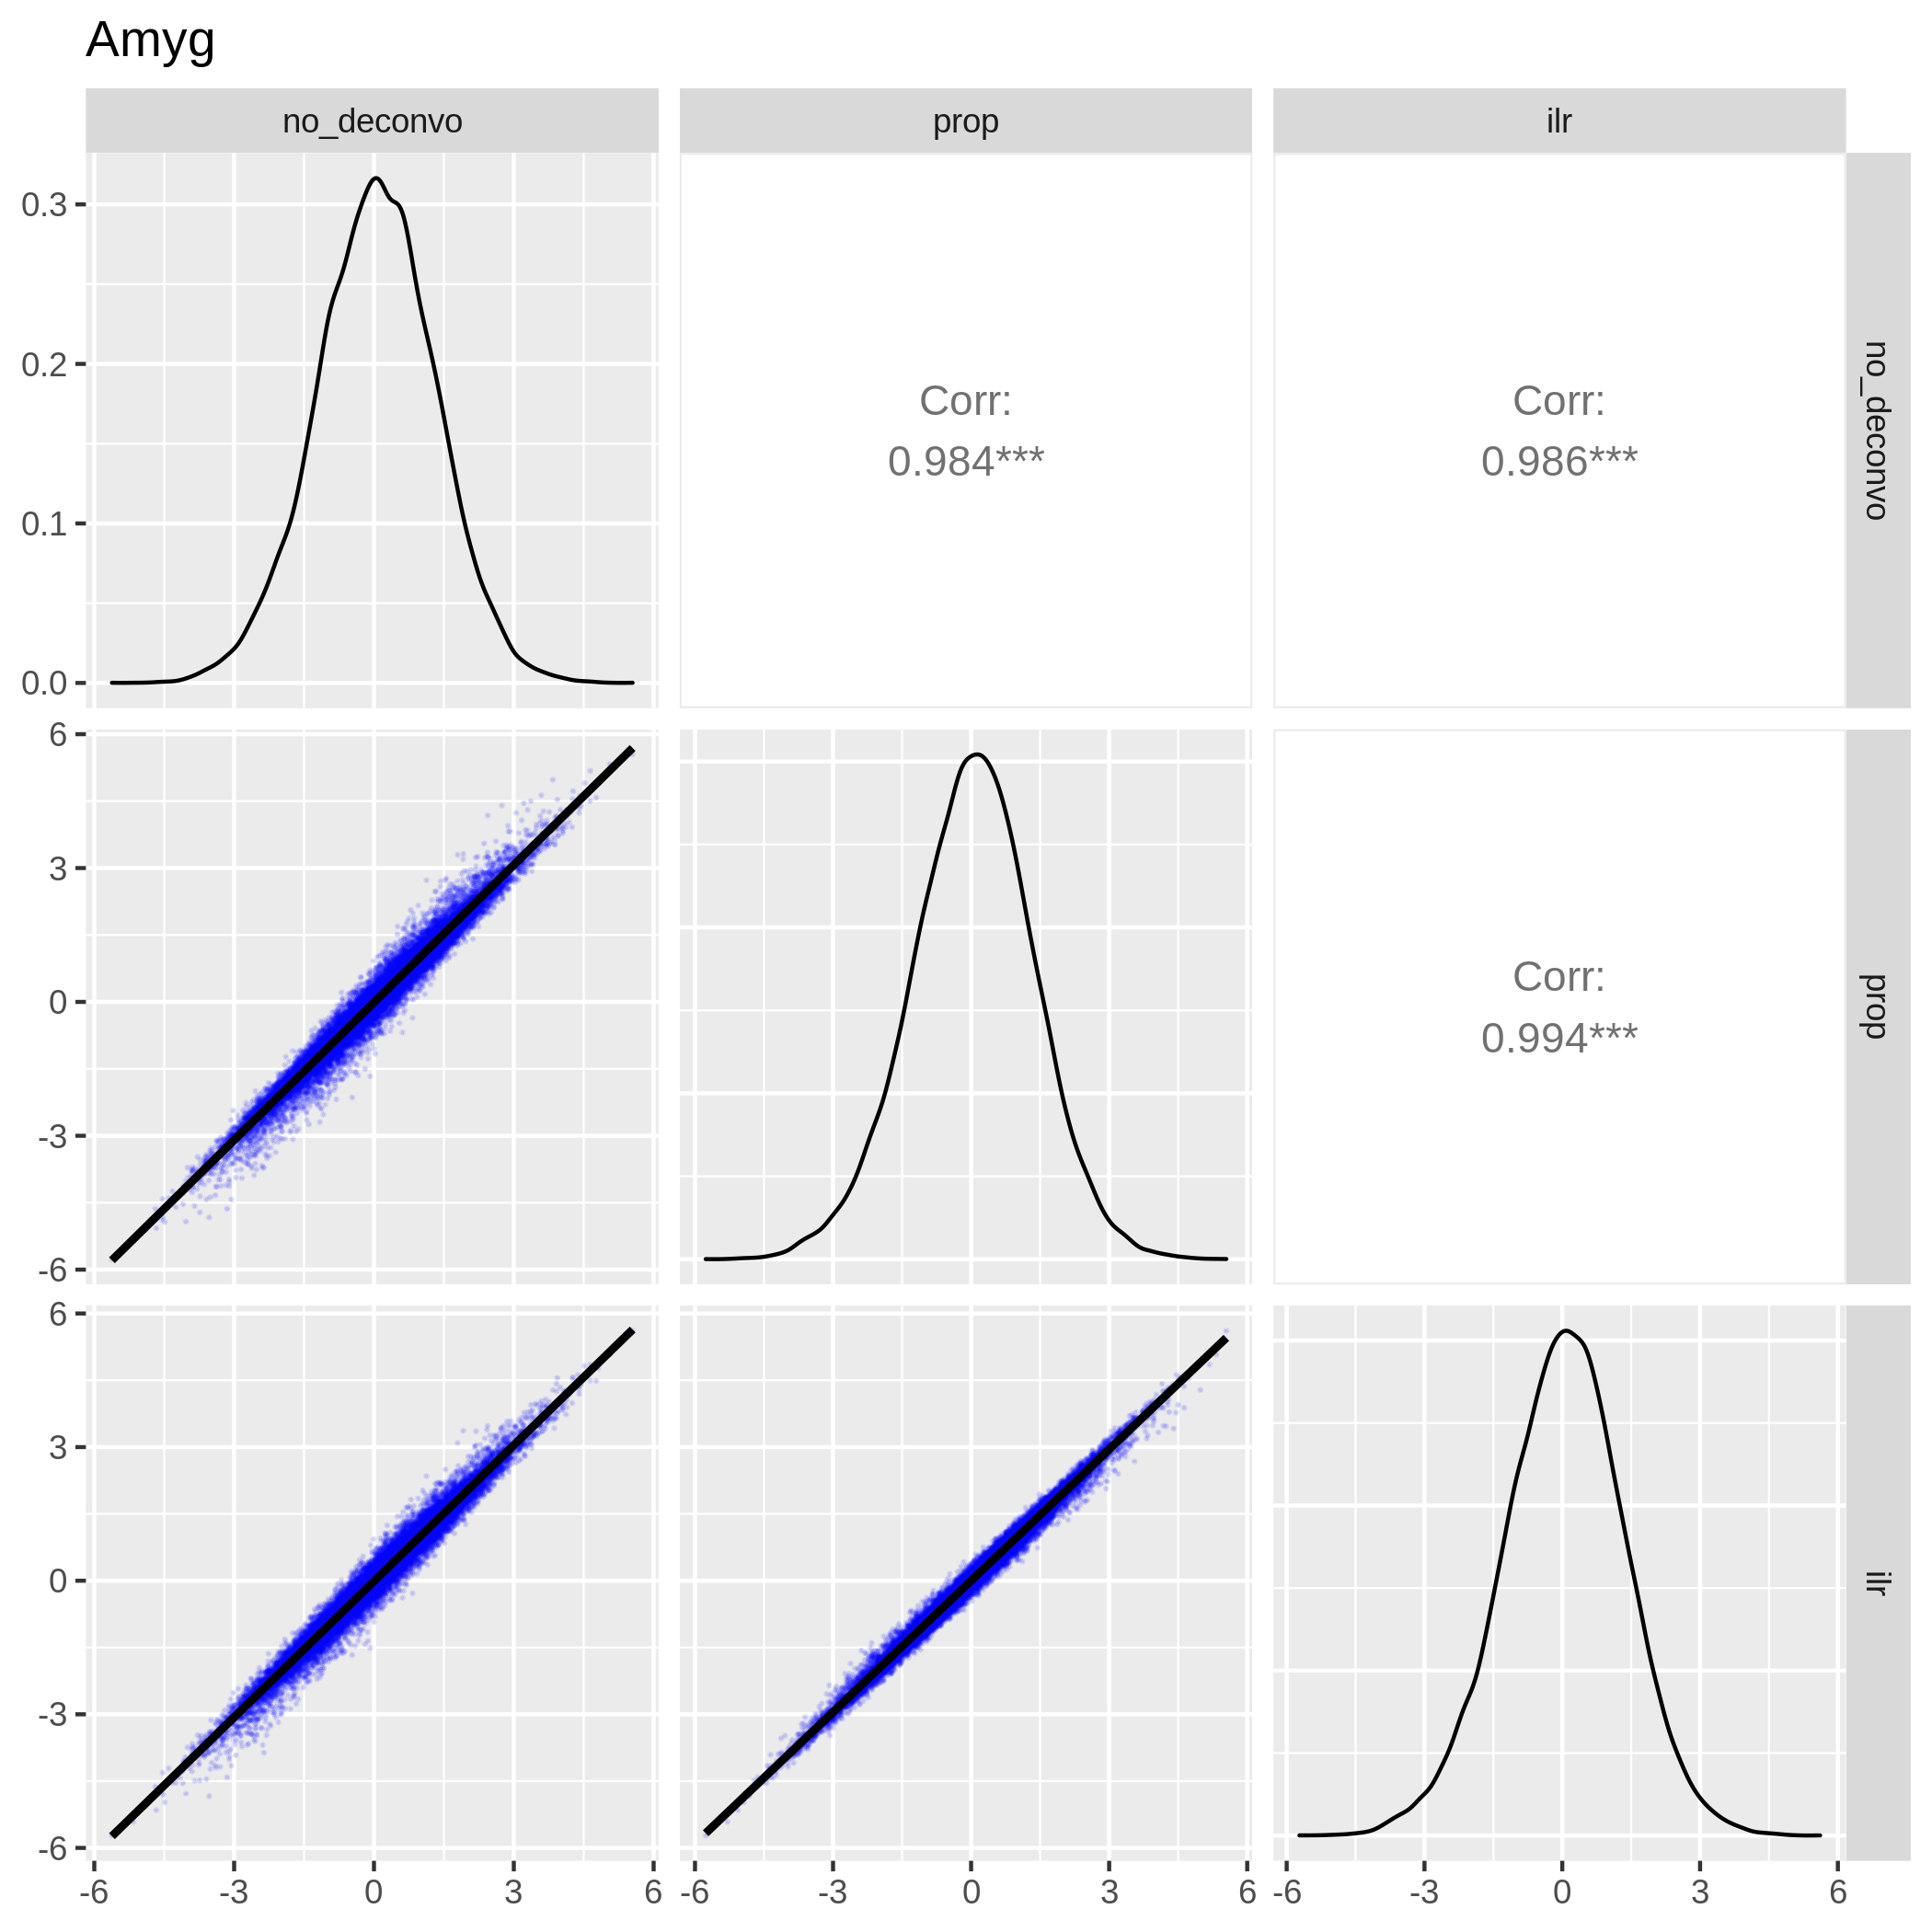 Amyg
no_deconvo prop ilr
0.3
0.2
0.1
0.0
Corr:
0.984***
Corr:
0.986***
no_deconvo
6
3
0
-3
-6
Corr:
0.994***
prop
6
3
0
-3
-6
ilr
-6 -3 0 3 6 -6 -3 0 3 6 -6 -3 0 3 6